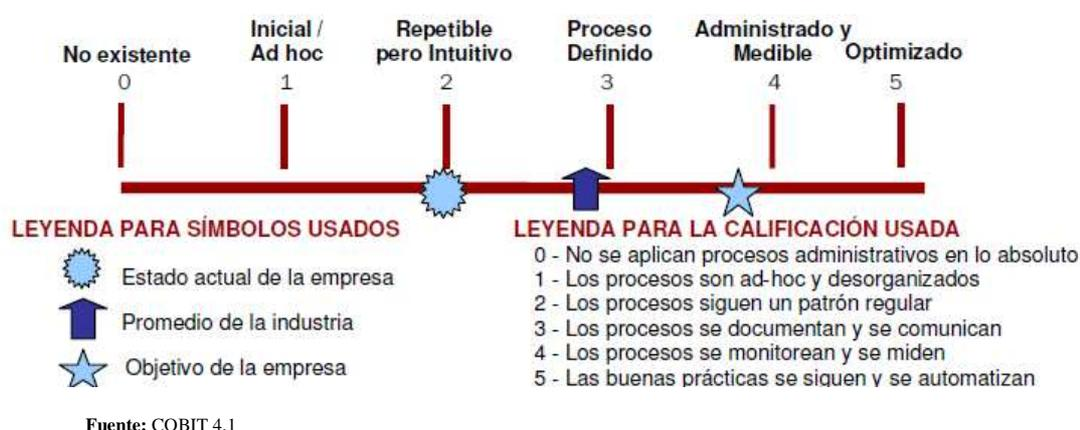 No existente
Inicial /
Ad hoc
Repetible
pero Intuitivo
Proceso
Definido
Administrado y
Medible
Optimizado
0 1 2 3 4 5
LEYENDA PARA SÍMBOLOS USADOS
Estado actual de la empresa
Promedio de la industria
Objetivo de la empresa
LEYENDA PARA LA CALIFICACIÓN USADA
0 - No se aplican procesos administrativos en lo absoluto
1 - Los procesos son ad-hoc y desorganizados
2 - Los procesos siguen un patrón regular
3 - Los procesos se documentan y se comunican
4 - Los procesos se monitorean y se miden
5 - Las buenas prácticas se siguen y se automatizan
Fuente: COBIT 4.1